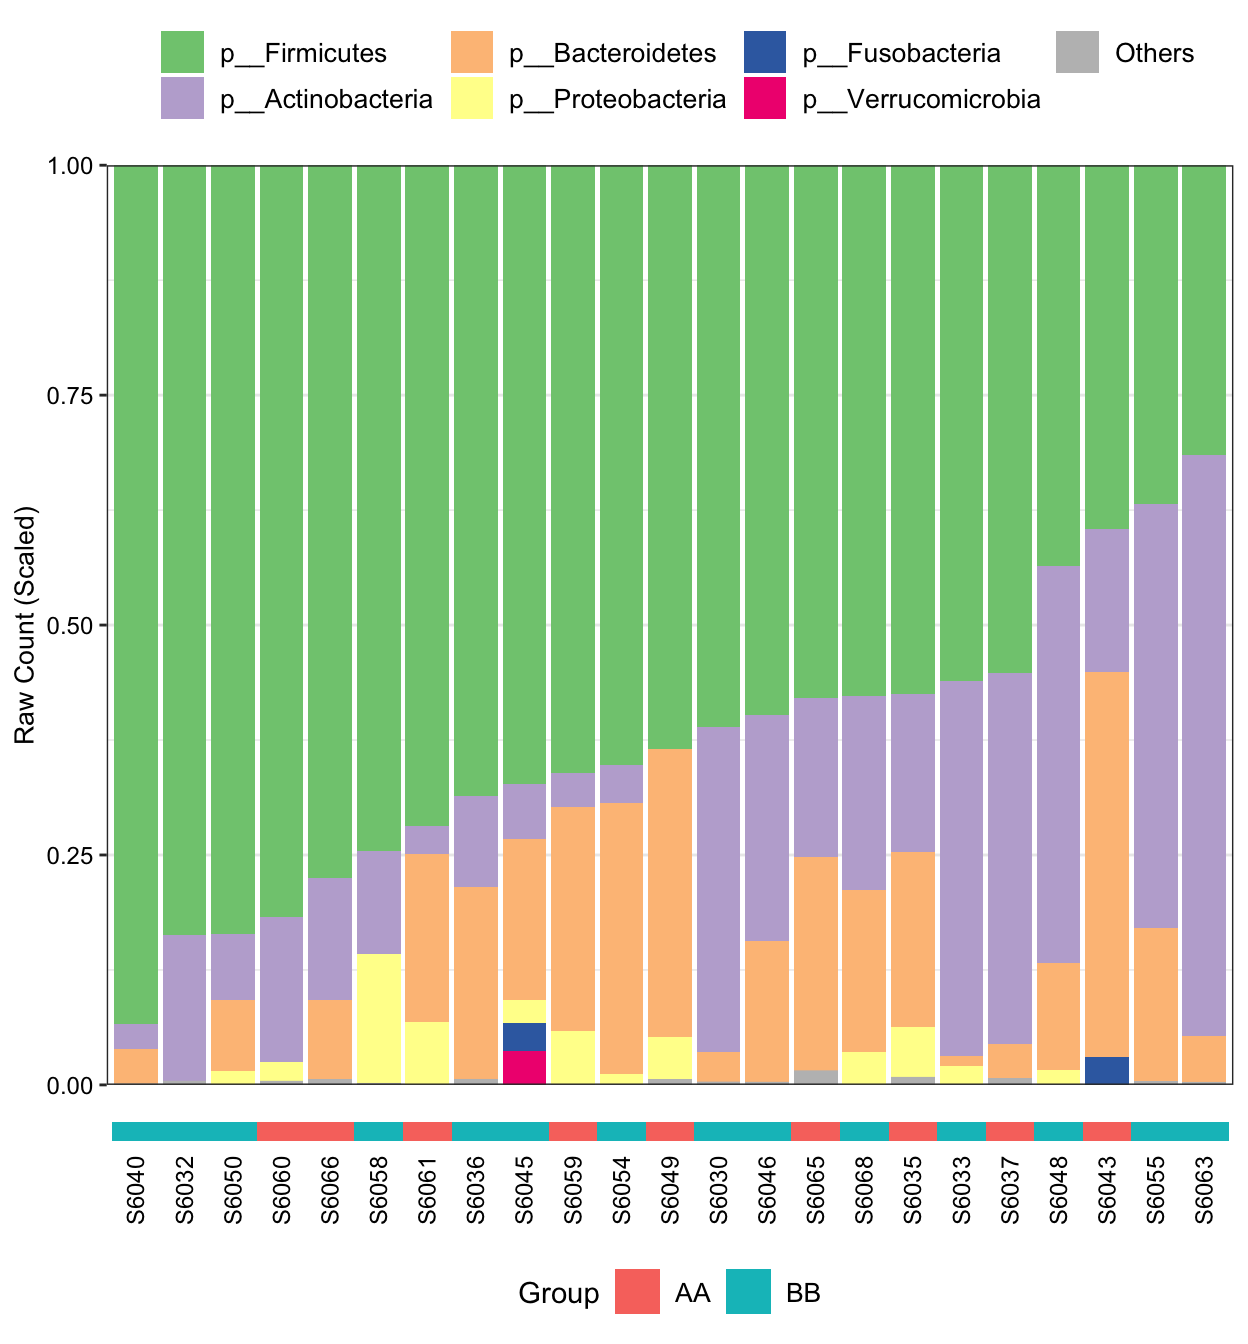 p__Firmicutes p__Bacteroidetes p__Fusobacteria Others
p__Actinobacteria p__Proteobacteria p__Verrucomicrobia
1.00
0.75
0.50
0.25
0.00
Raw Count (Scaled)
S6040 S6032 S6050 S6060 S6066 S6058 S6061 S6036 S6045 S6059 S6054 S6049 S6030 S6046 S6065 S6068 S6035 S6033 S6037 S6048 S6043 S6055 S6063
Group AA BB